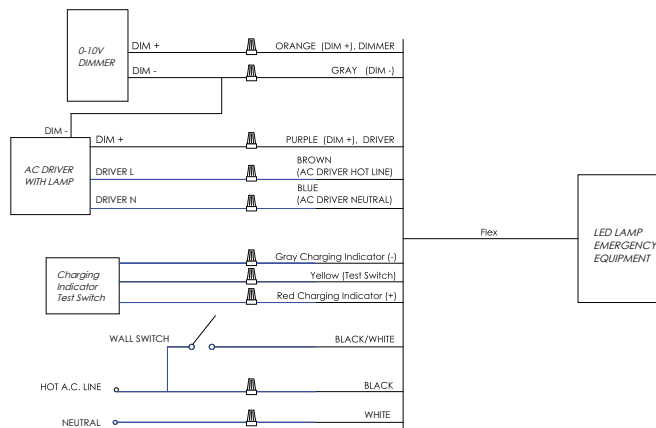 0-10V
DIMMER
DIM +
ORANGE (DIM +), DIMMER
DIM -
GRAY (DIM -)
DIM -
DIM +
PURPLE (DIM +), DRIVER
AC DRIVER
WITH LAMP
DRIVER L
BROWN
(AC DRIVER HOT LINE)
DRIVER N
BLUE
(AC DRIVER NEUTRAL)
Flex
LED LAMP
EMERGENCY
EQUIPMENT
Charging
Indicator
Test Switch
Gray Charging Indicator (-)
Yellow (Test Switch)
Red Charging Indicator (+)
WALL SWITCH
BLACK/WHITE
HOT A.C. LINE
BLACK
NEUTRAL
WHITE